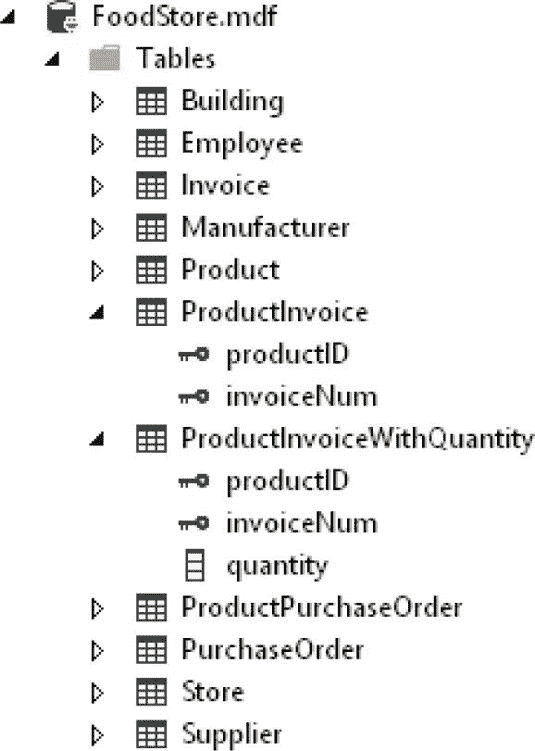 FoodStore.mdf
Tables
Building
Employee
Invoice
Manufacturer
Product
ProductInvoice
productID
invoiceNum
ProductInvoiceWithQuantity
productID
invoiceNum
quantity
ProductPurchaseOrder
PurchaseOrder
Store
Supplier